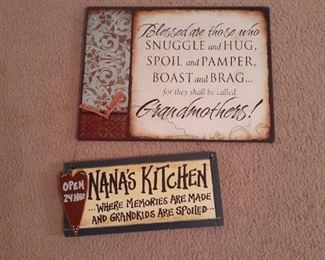 Blessed are those who
SNUGGLE and HUG,
SPOIL and PAMPER,
BOAST and BRAG...
for they shall be called
Grandmothers!
OPEN
24 HRS
NANA'S KITCHEN
...WHERE MEMORIES ARE MADE
AND GRANDKIDS ARE SPOILED...